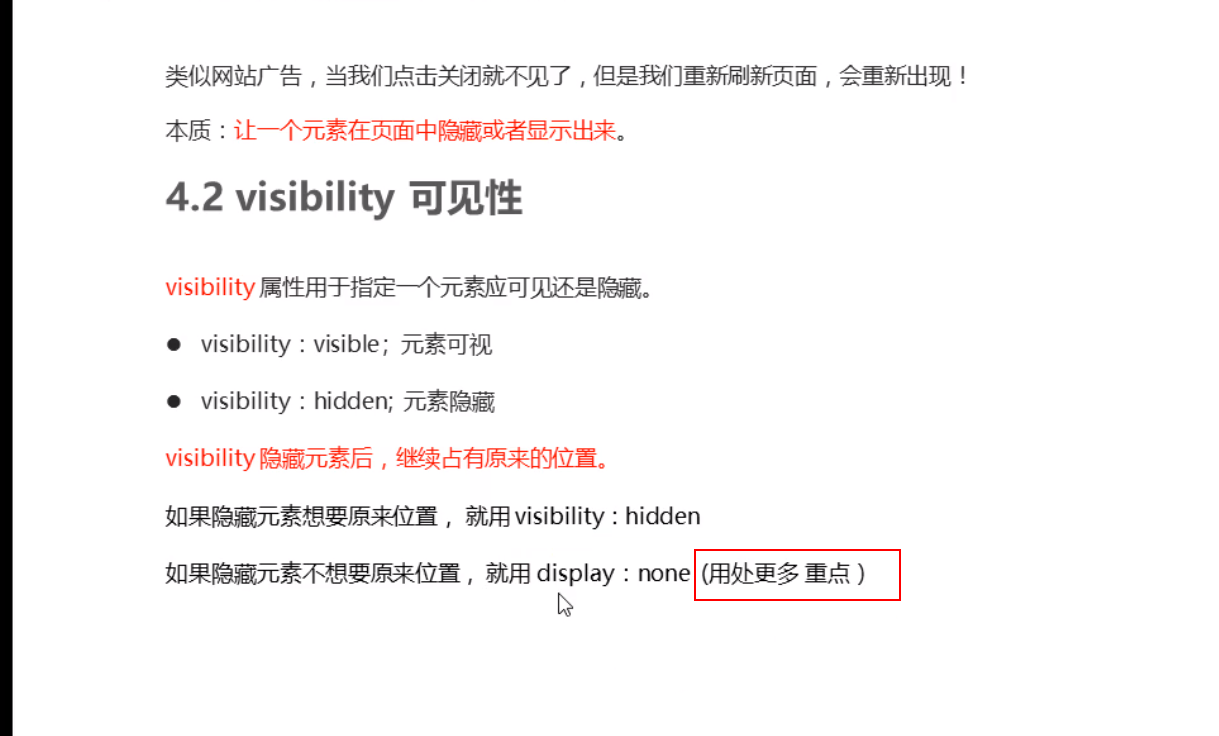 类似网站广告，当我们点击关闭就不见了，但是我们重新刷新页面，会重新出现！
本质：让一个元素在页面中隐藏或者显示出来。
4.2 visibility 可见性
visibility 属性用于指定一个元素应可见还是隐藏。
● visibility：visible; 元素可视
● visibility：hidden; 元素隐藏
visibility 隐藏元素后，继续占有原来的位置。
如果隐藏元素想要原来位置， 就用 visibility：hidden
如果隐藏元素不想要原来位置， 就用 display：none (用处更多 重点）